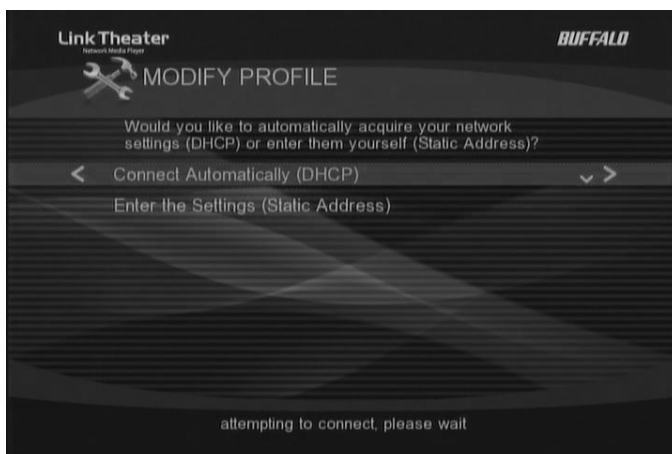 LinkTheater
Network Media Player
BUFFALO
MODIFY PROFILE
Would you like to automatically acquire your network
settings (DHCP) or enter them yourself (Static Address)?
< Connect Automatically (DHCP) >
Enter the Settings (Static Address)
attempting to connect, please wait